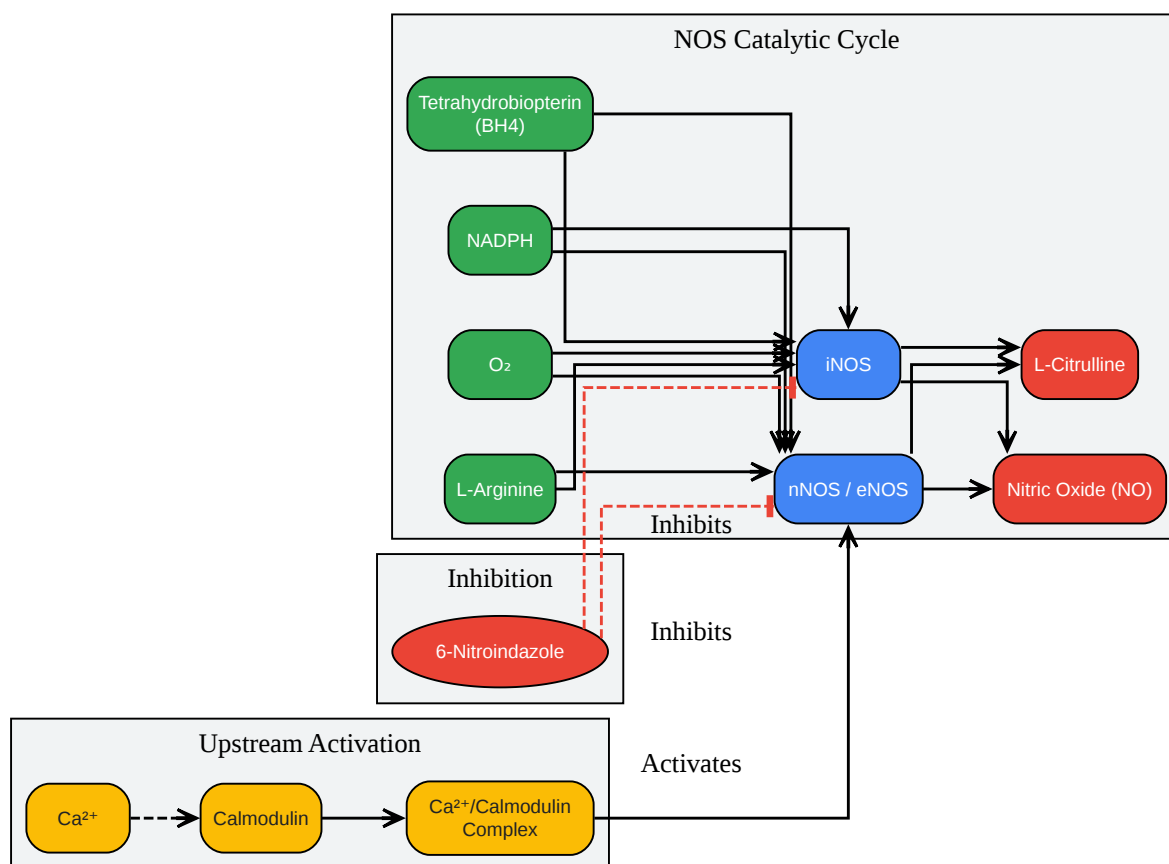 NOS Catalytic Cycle
Tetrahydrobiopterin
(BH4)
NADPH
O₂
iNOS
L-Citrulline
L-Arginine
nNOS / eNOS
Nitric Oxide (NO)
Inhibits
Inhibition
6-Nitroindazole
Inhibits
Upstream Activation
Activates
Ca²⁺
Calmodulin
Ca²⁺/Calmodulin
Complex